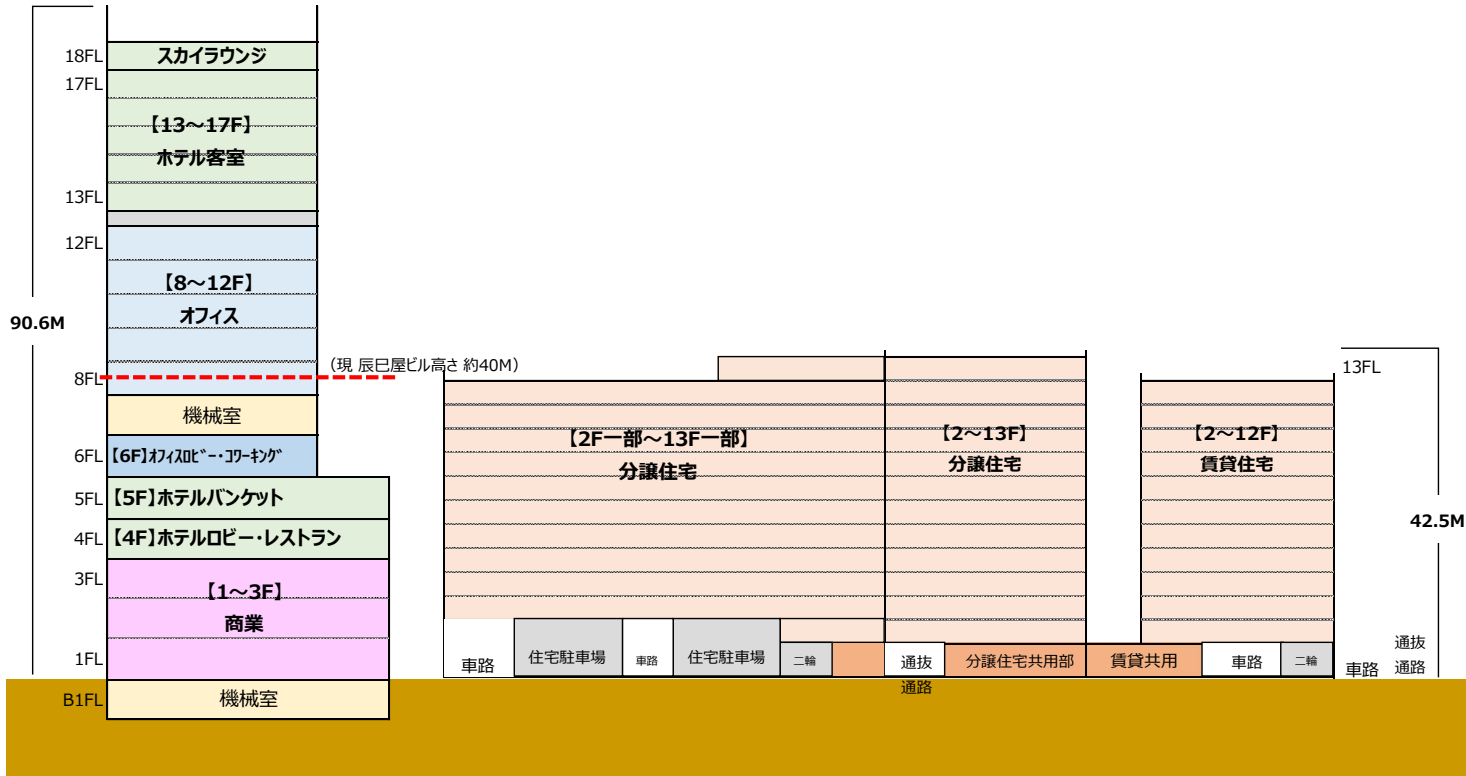 18FL
スカイラウンジ
17FL
【13～17F】
ホテル客室
13FL
12FL
【8～12F】
オフィス
90.6M
(現 辰巳屋ビル高さ 約40M)
8FL
機械室
6FL
【6F】ｵﾌｨｽﾛﾋﾞｰ・ｺﾜｰｷﾝｸﾞ
5FL
【5F】ホテルバンケット
4FL
【4F】ホテルロビー・レストラン
3FL
【1～3F】
商業
1FL
B1FL
機械室
【2F一部～13F一部】
分譲住宅
【2～13F】
分譲住宅
【2～12F】
賃貸住宅
13FL
42.5M
車路
住宅駐車場
車路
住宅駐車場
二輪
通抜
通路
分譲住宅共用部
賃貸共用
車路
二輪
車路
通抜
通路